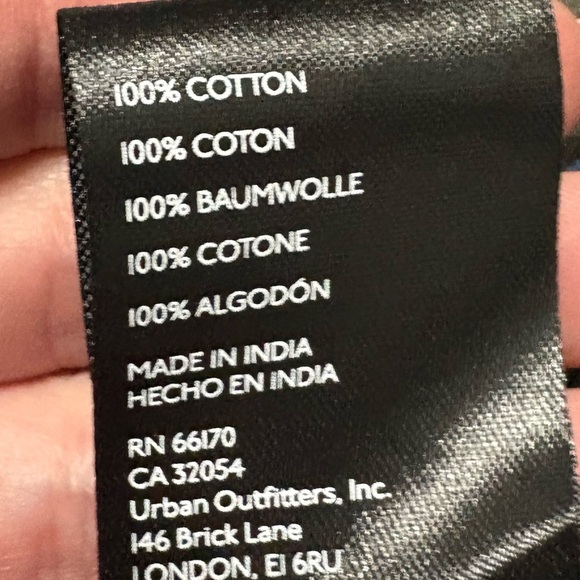 100% COTTON
100% COTON
100% BAUMWOLLE
100% COTONE
100% ALGODÓN
MADE IN INDIA
HECHO EN INDIA
RN 66170
CA 32054
Urban Outfitters, Inc.
146 Brick Lane
LONDON, E1 6RU